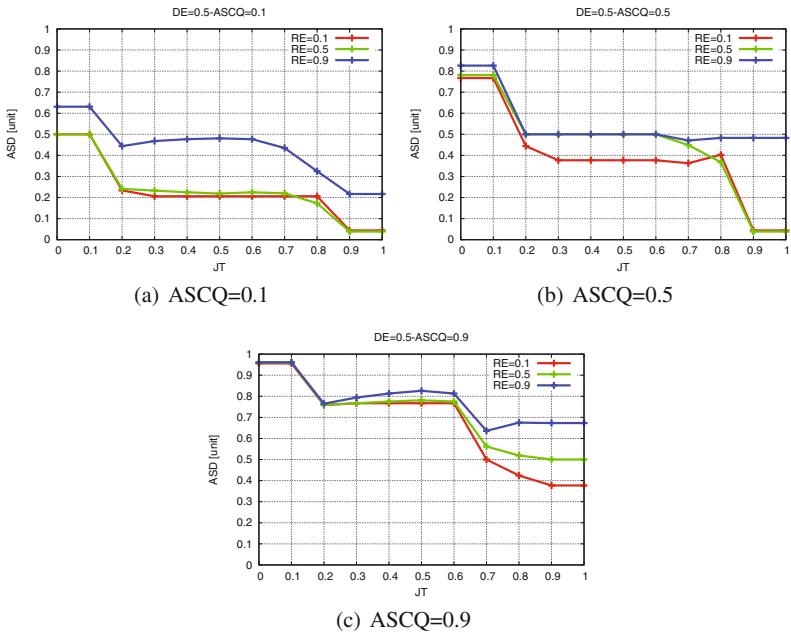 DE=0.5-ASCQ=0.1
ASD [unit]
1
0.9
0.8
0.7
0.6
0.5
0.4
0.3
0.2
0.1
0
RE=0.1
RE=0.5
RE=0.9
0 0.1 0.2 0.3 0.4 0.5 0.6 0.7 0.8 0.9 1
JT
(a) ASCQ=0.1
DE=0.5-ASCQ=0.5
ASD [unit]
1
0.9
0.8
0.7
0.6
0.5
0.4
0.3
0.2
0.1
0
RE=0.1
RE=0.5
RE=0.9
0 0.1 0.2 0.3 0.4 0.5 0.6 0.7 0.8 0.9 1
JT
(b) ASCQ=0.5
DE=0.5-ASCQ=0.9
ASD [unit]
1
0.9
0.8
0.7
0.6
0.5
0.4
0.3
0.2
0.1
0
RE=0.1
RE=0.5
RE=0.9
0 0.1 0.2 0.3 0.4 0.5 0.6 0.7 0.8 0.9 1
JT
(c) ASCQ=0.9